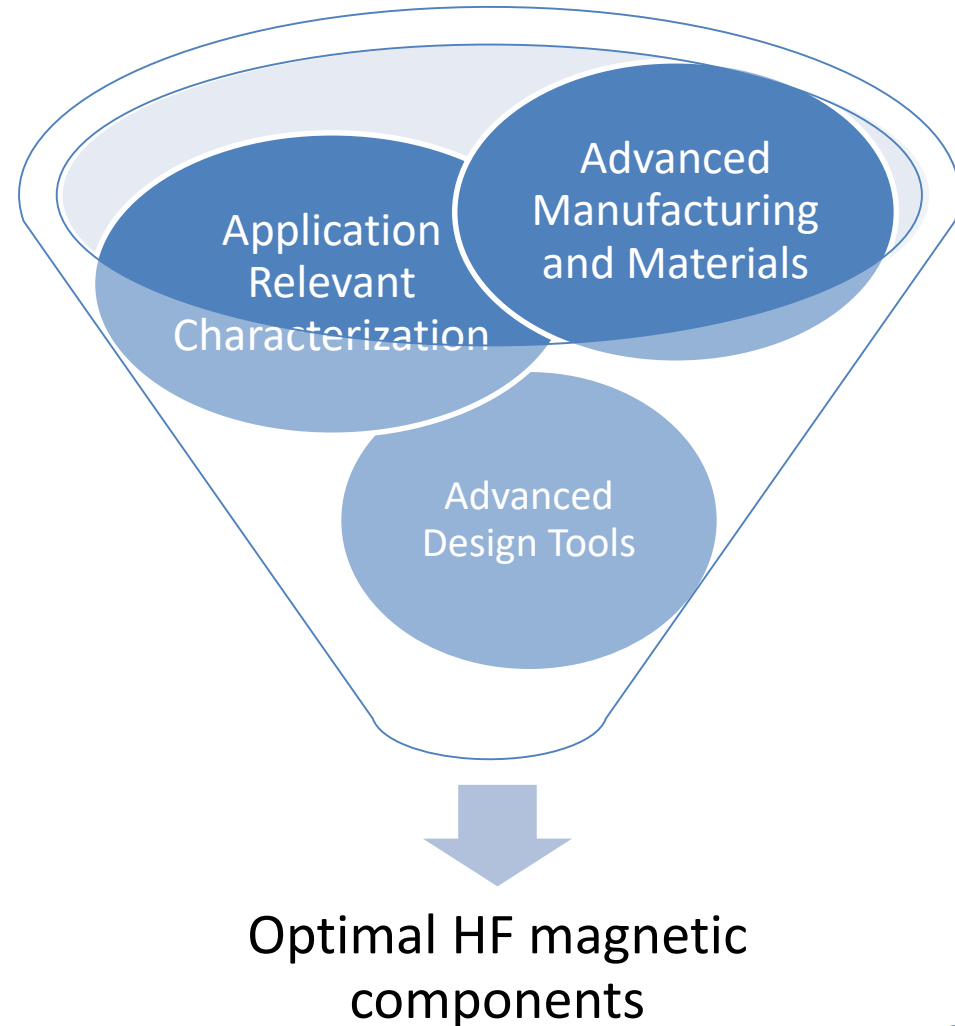 Advanced
Manufacturing
and Materials
Application
Relevant
Characterization
Advanced
Design Tools
Optimal HF magnetic
components